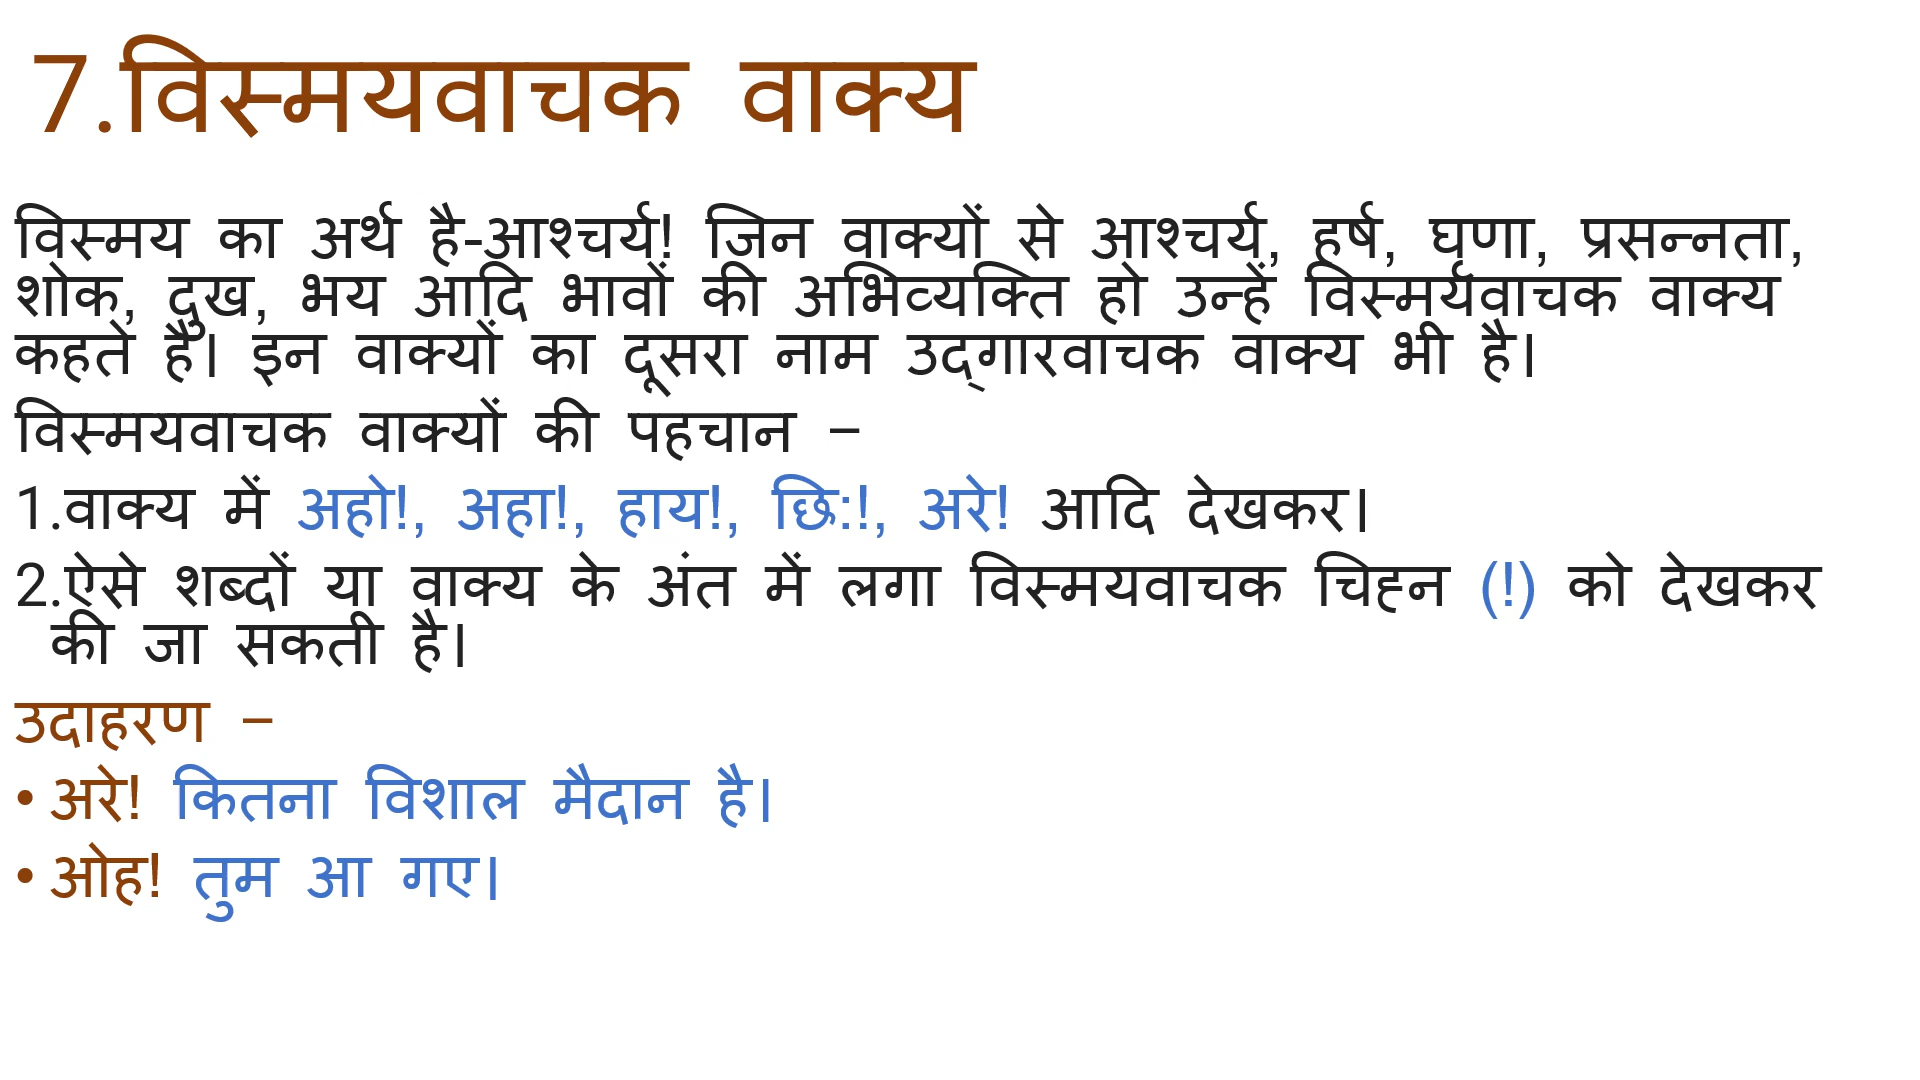 7.विस्मयवाचक वाक्य
विस्मय का अर्थ है-आश्चर्य! जिन वाक्यों से आश्चर्य, हर्ष, घृणा, प्रसन्नता,
शोक, दुख, भय आदि भावों की अभिव्यक्ति हो उन्हें विस्मयवाचक वाक्य
कहते हैं। इन वाक्यों का दूसरा नाम उद्‌गारवाचक वाक्य भी है।
विस्मयवाचक वाक्यों की पहचान –
1.वाक्य में अहो!, अहा!, हाय!, छि:!, अरे! आदि देखकर।
2.ऐसे शब्दों या वाक्य के अंत में लगा विस्मयवाचक चिह्न (!) को देखकर
की जा सकती है।
उदाहरण –
• अरे! कितना विशाल मैदान है।
• ओह! तुम आ गए।